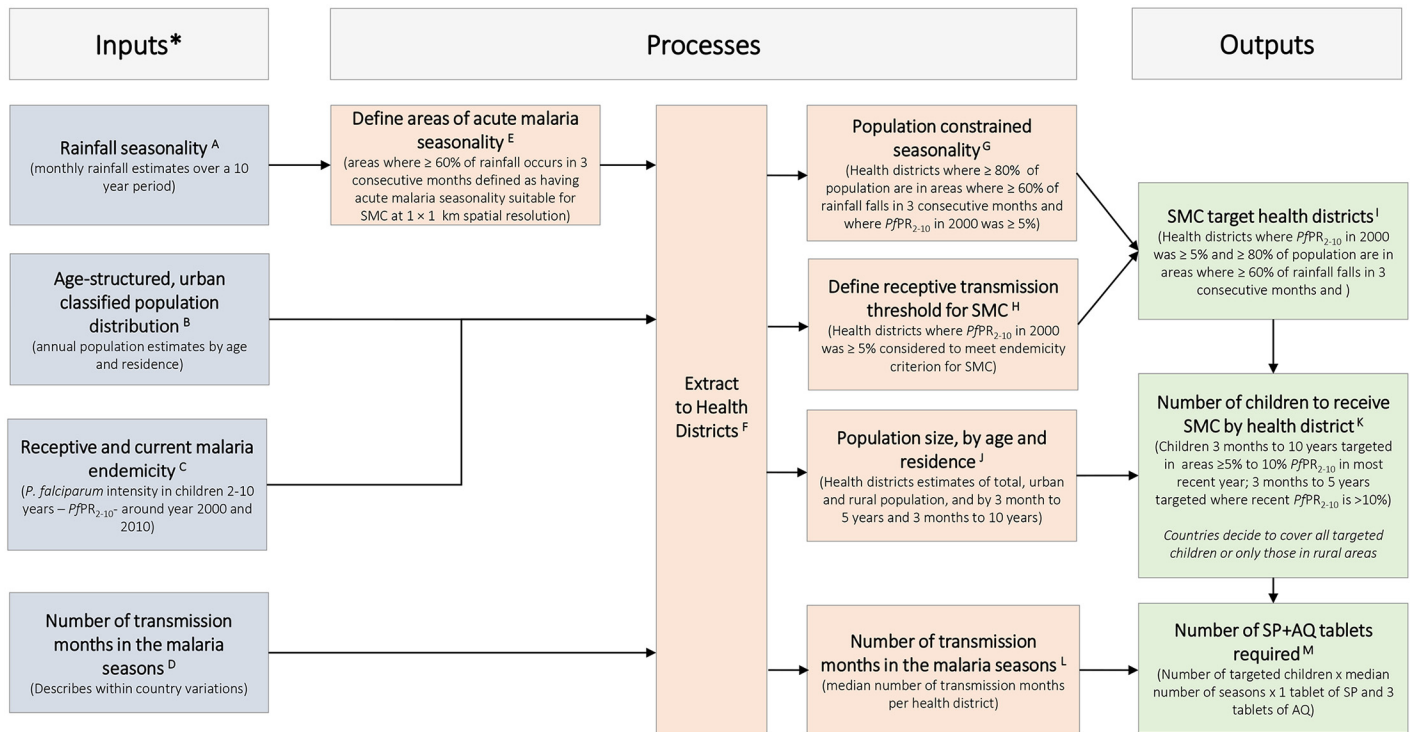 Inputs*
Processes
Outputs
Rainfall seasonality A
(monthly rainfall estimates over a 10
year period)
Age-structured, urban
classified population
distribution B
(annual population estimates by age
and residence)
Receptive and current malaria
endemicity C
(P. falciparum intensity in children 2-10
years – PfPR2-10- around year 2000 and
2010)
Number of transmission
months in the malaria
seasons D
(Describes within country variations)
Define areas of acute malaria
seasonality E
(areas where ≥ 60% of rainfall occurs in 3
consecutive months defined as having
acute malaria seasonality suitable for
SMC at 1 × 1 km spatial resolution)
Extract
to Health
Districts F
Population constrained
seasonality G
(Health districts where ≥ 80% of
population are in areas where ≥ 60% of
rainfall falls in 3 consecutive months and
where PfPR2-10 in 2000 was ≥ 5%)
Define receptive transmission
threshold for SMC H
(Health districts where PfPR2-10 in 2000
was ≥ 5% considered to meet endemicity
criterion for SMC)
Population size, by age and
residence J
(Health districts estimates of total, urban
and rural population, and by 3 month to
5 years and 3 months to 10 years)
Number of transmission
months in the malaria seasons L
(median number of transmission months
per health district)
SMC target health districts I
(Health districts where PfPR2-10 in 2000
was ≥ 5% and ≥ 80% of population are in
areas where ≥ 60% of rainfall falls in 3
consecutive months and )
Number of children to receive
SMC by health district K
(Children 3 months to 10 years targeted
in areas ≥5% to 10% PfPR2-10 in most
recent year; 3 months to 5 years
targeted where recent PfPR2-10 is >10%)
Countries decide to cover all targeted
children or only those in rural areas
Number of SP+AQ tablets
required M
(Number of targeted children x median
number of seasons x 1 tablet of SP and 3
tablets of AQ)